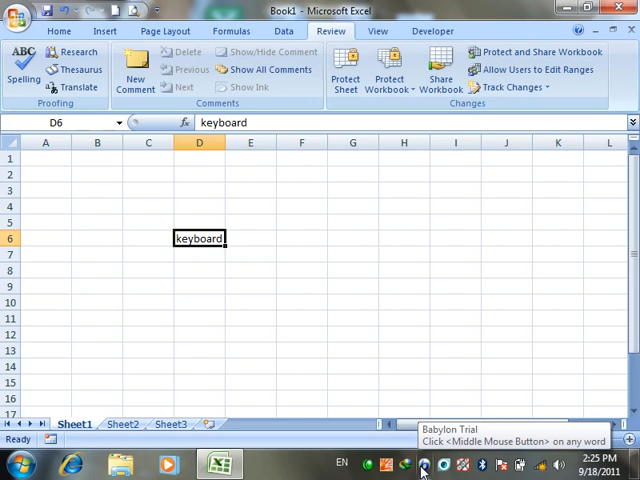 Book1 - Microsoft Excel
Home Insert Page Layout Formulas Data Review View Developer
ABC
Spelling
Research
Thesaurus
Translate
Proofing
New
Comment
Delete
Previous
Next
Show/Hide Comment
Show All Comments
Show Ink
Comments
Protect
Sheet
Protect
Workbook
Share
Workbook
Protect and Share Workbook
Allow Users to Edit Ranges
Track Changes
Changes
D6 fx keyboard
A B C D E F G H I J K L
1
2
3
4
5
6 keyboard
7
8
9
10
11
12
13
14
15
16
17
Sheet1 Sheet2 Sheet3
Babylon Trial
Click <Middle Mouse Button> on any word
Ready
EN
2:25 PM
9/18/2011